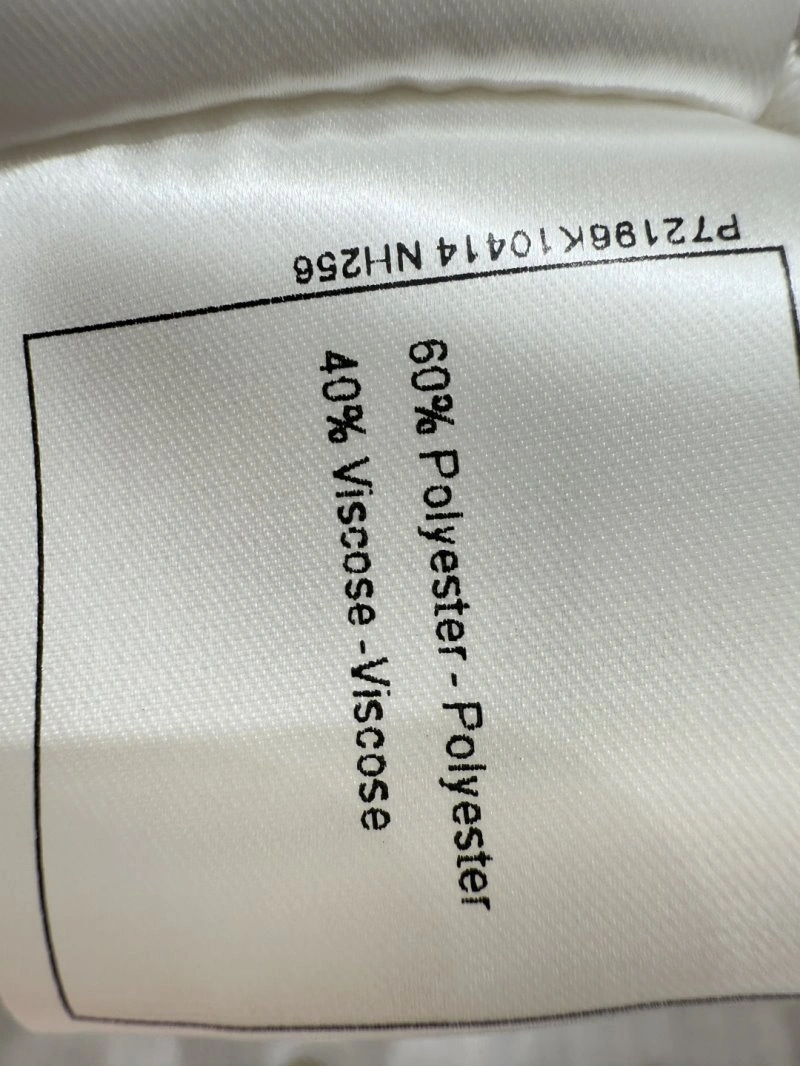 P72196K10414 NH256
60% Polyester - Polyester
40% Viscose - Viscose